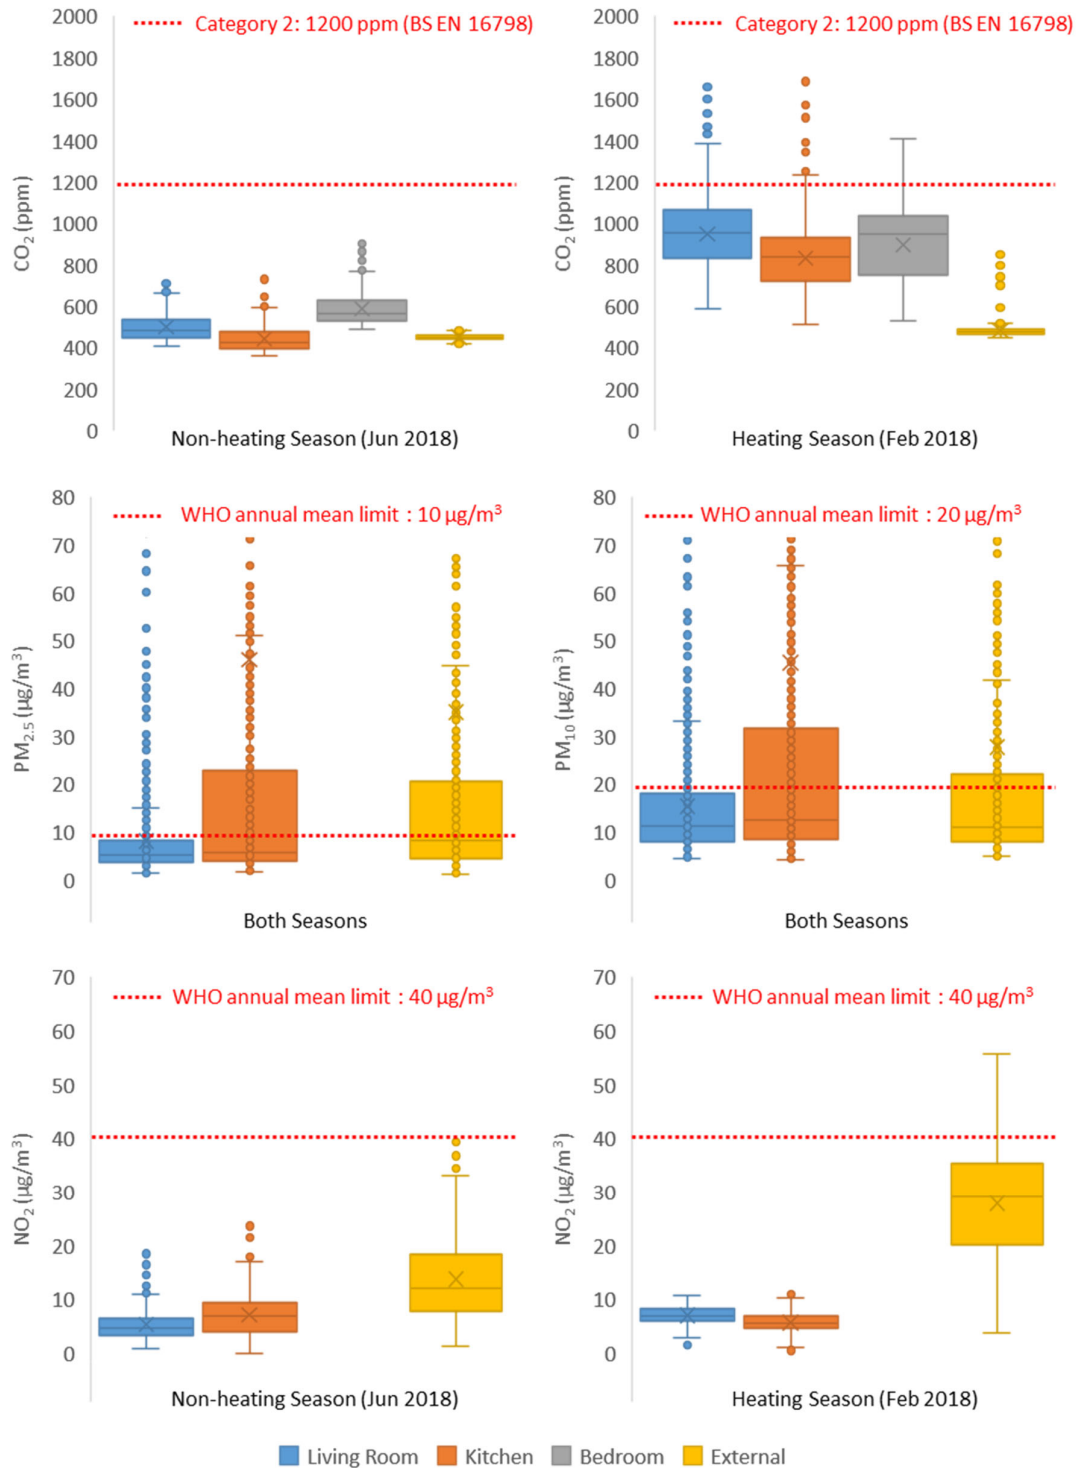 2000
Category 2: 1200 ppm (BS EN 16798)
1800
1600
1400
1200
1000
800
600
400
200
0
CO2 (ppm)
Non-heating Season (Jun 2018)
2000
Category 2: 1200 ppm (BS EN 16798)
1800
1600
1400
1200
1000
800
600
400
200
0
CO2 (ppm)
Heating Season (Feb 2018)
80
WHO annual mean limit : 10 µg/m3
70
60
50
40
30
20
10
0
PM2.5 (µg/m3)
Both Seasons
80
WHO annual mean limit : 20 µg/m3
70
60
50
40
30
20
10
0
PM10 (µg/m3)
Both Seasons
70
WHO annual mean limit : 40 µg/m3
60
50
40
30
20
10
0
NO2 (µg/m3)
Non-heating Season (Jun 2018)
70
WHO annual mean limit : 40 µg/m3
60
50
40
30
20
10
0
NO2 (µg/m3)
Heating Season (Feb 2018)
Living Room Kitchen Bedroom External